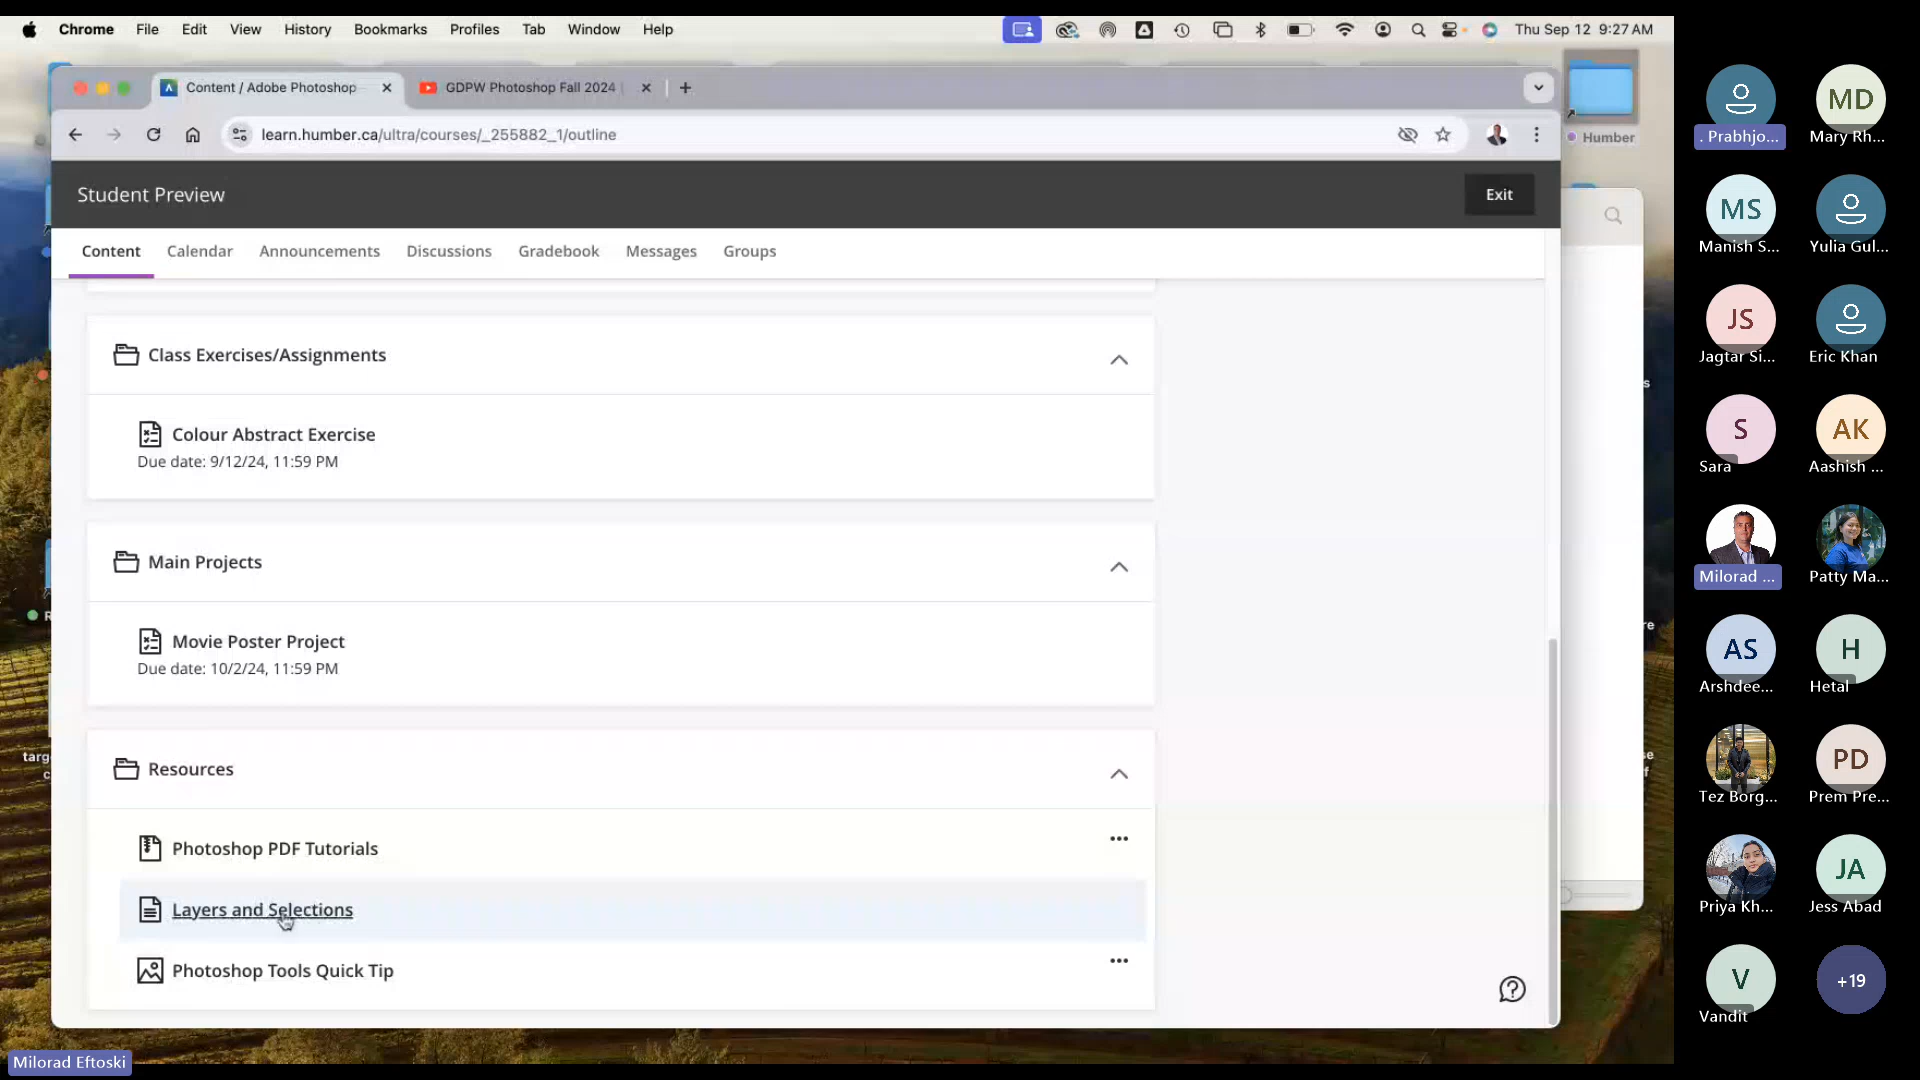 Chrome File Edit View History Bookmarks Profiles Tab Window Help Thu Sep 12 9:27 AM
Content / Adobe Photoshop GDPW Photoshop Fall 2024
learn.humber.ca/ultra/courses/_255882_1/outline
Humber
Student Preview Exit
Content Calendar Announcements Discussions Gradebook Messages Groups
Class Exercises/Assignments
Colour Abstract Exercise
Due date: 9/12/24, 11:59 PM
Main Projects
Movie Poster Project
Due date: 10/2/24, 11:59 PM
Resources
Photoshop PDF Tutorials
Layers and Selections
Photoshop Tools Quick Tip
targ
c
R
Milorad Eftoski
. Prabhjo...
MD
Mary Rh...
MS
Manish S...
Yulia Gul...
JS
Jagtar Si...
Eric Khan
S
Sara
AK
Aashish ...
Milorad ...
Patty Ma...
AS
Arshdee...
H
Hetal
Tez Borg...
PD
Prem Pre...
Priya Kh...
JA
Jess Abad
V
Vandit
+19